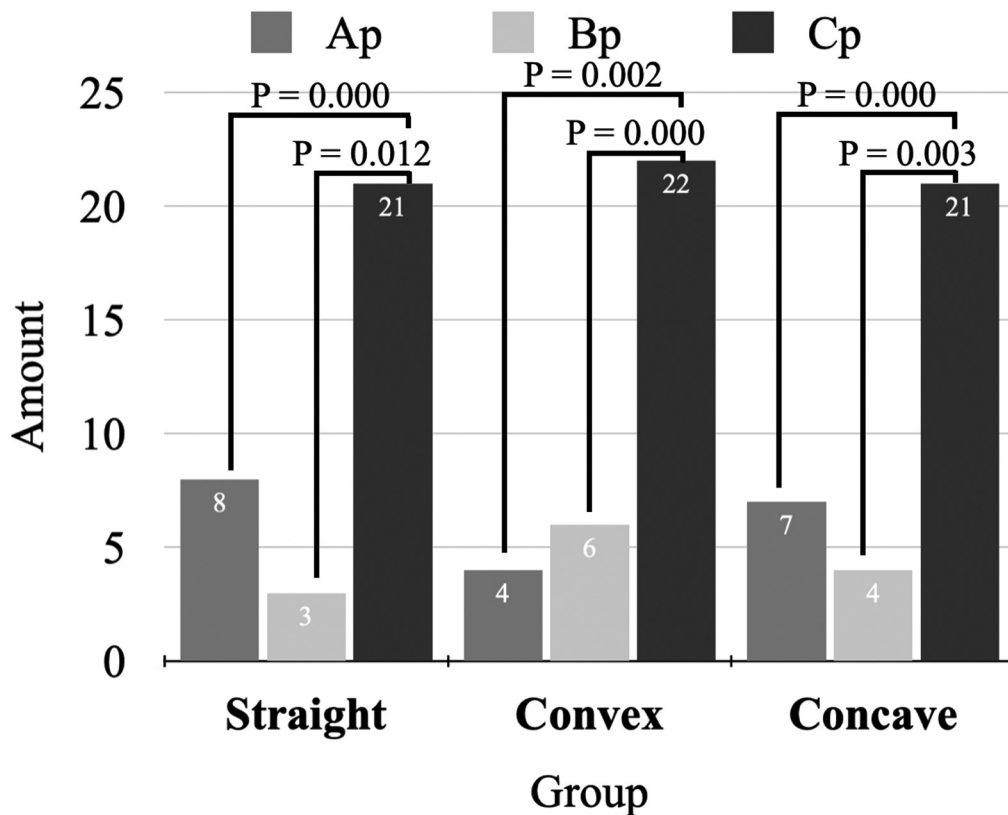 Ap Bp Cp
P = 0.002
25
P = 0.000
P = 0.000
P = 0.000
P = 0.012
P = 0.003
21
22
21
20
15
Amount
10
8
7
5
6
3
4
4
0
Straight Convex Concave
Group